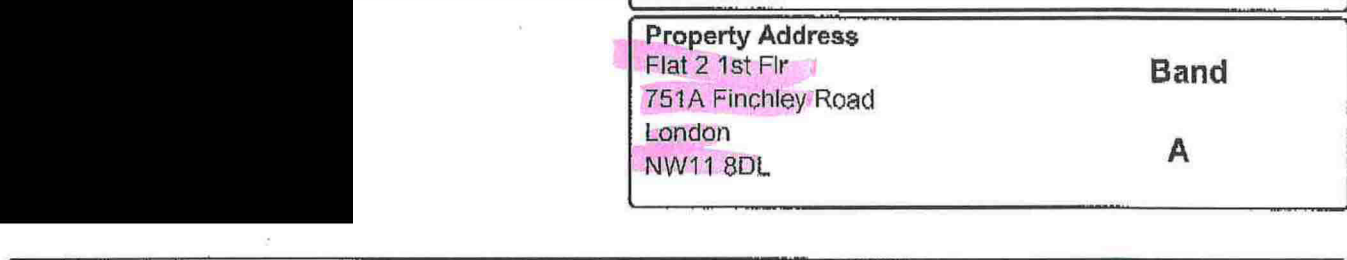 Property Address
Flat 2 1st Flr
751A Finchley Road
London
NW11 8DL
Band
A